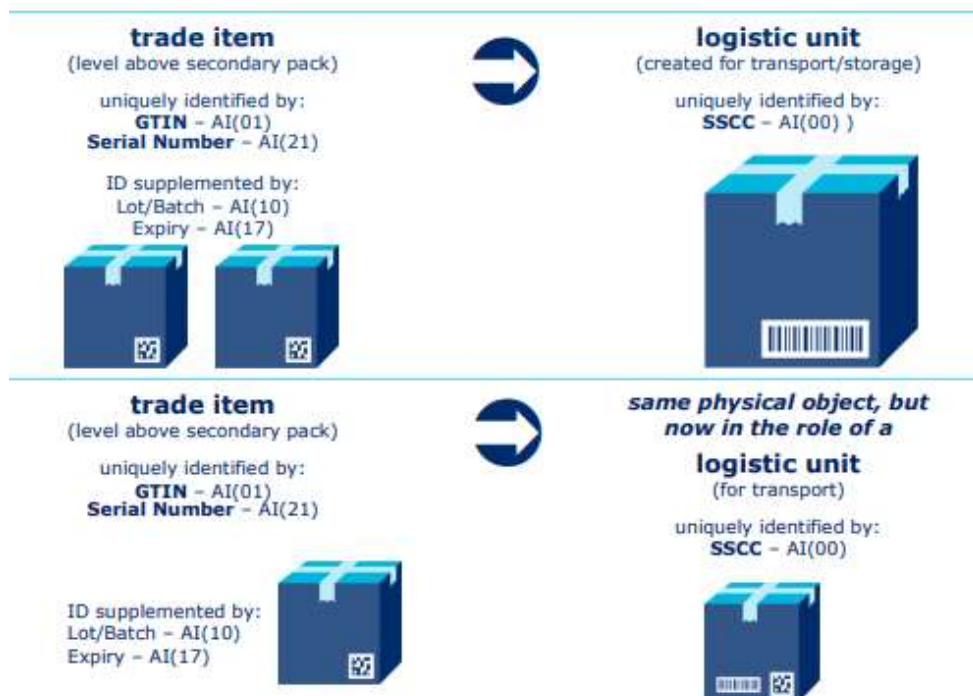 trade item
(level above secondary pack)
uniquely identified by:
GTIN – AI(01)
Serial Number – AI(21)
ID supplemented by:
Lot/Batch – AI(10)
Expiry – AI(17)
logistic unit
(created for transport/storage)
uniquely identified by:
SSCC – AI(00) )
trade item
(level above secondary pack)
uniquely identified by:
GTIN – AI(01)
Serial Number – AI(21)
ID supplemented by:
Lot/Batch – AI(10)
Expiry – AI(17)
same physical object, but
now in the role of a
logistic unit
(for transport)
uniquely identified by:
SSCC – AI(00)